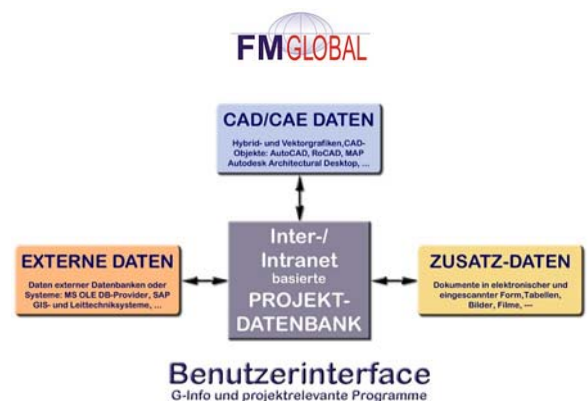 FMGLOBAL
CAD/CAE DATEN
Hybrid- und Vektorgrafiken,CAD-
Objekte: AutoCAD, RoCAD, MAP
Autodesk Architectural Desktop, ...
EXTERNE DATEN
Daten externer Datenbanken oder
Systeme: MS OLE DB-Provider, SAP
GIS- und Leittechniksysteme, ...
Inter-/
Intranet
basierte
PROJEKT-
DATENBANK
ZUSATZ-DATEN
Dokumente in elektronischer und
eingescannter Form,Tabellen,
Bilder, Filme, ---
Benutzerinterface
G-Info und projektrelevante Programme